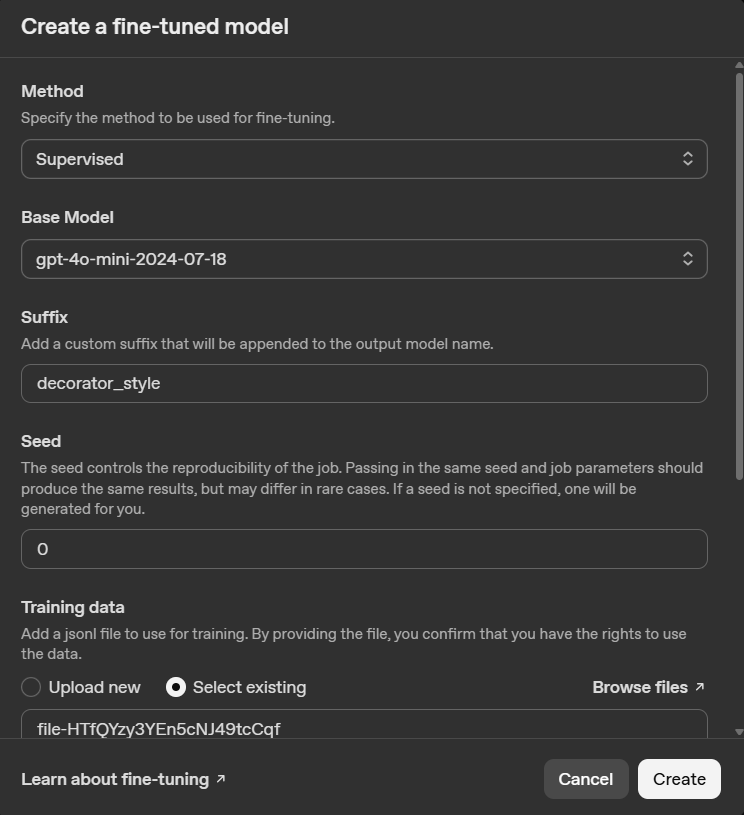 Create a fine-tuned model
Method
Specify the method to be used for fine-tuning.
Supervised
Base Model
gpt-4o-mini-2024-07-18
Suffix
Add a custom suffix that will be appended to the output model name.
decorator_style
Seed
The seed controls the reproducibility of the job. Passing in the same seed and job parameters should
produce the same results, but may differ in rare cases. If a seed is not specified, one will be
generated for you.
0
Training data
Add a jsonl file to use for training. By providing the file, you confirm that you have the rights to use
the data.
Upload new Select existing Browse files ↗
file-HTfQYzy3YEn5cNJ49tcCqf
Learn about fine-tuning ↗ Cancel Create